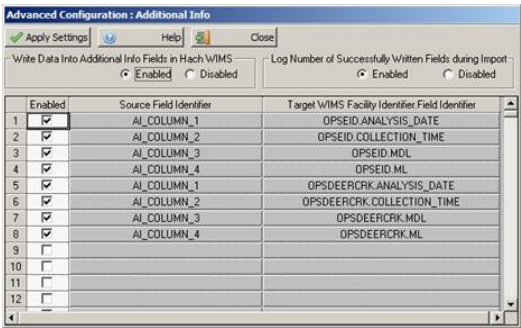 Advanced Configuration : Additional Info
Apply Settings Help Close
Write Data Into Additional Info Fields in Hach WIMS Log Number of Successfully Written Fields during Import
Enabled Disabled Enabled Disabled
Enabled Source Field Identifier Target WIMS Facility Identifier.Field Identifier
1 AI_COLUMN_1 OPSEID.ANALYSIS_DATE
2 AI_COLUMN_2 OPSEID.COLLECTION_TIME
3 AI_COLUMN_3 OPSEID.MDL
4 AI_COLUMN_4 OPSEID.ML
5 AI_COLUMN_1 OPSDEERCRK.ANALYSIS_DATE
6 AI_COLUMN_2 OPSDEERCRK.COLLECTION_TIME
7 AI_COLUMN_3 OPSDEERCRK.MDL
8 AI_COLUMN_4 OPSDEERCRK.ML
9
10
11
12